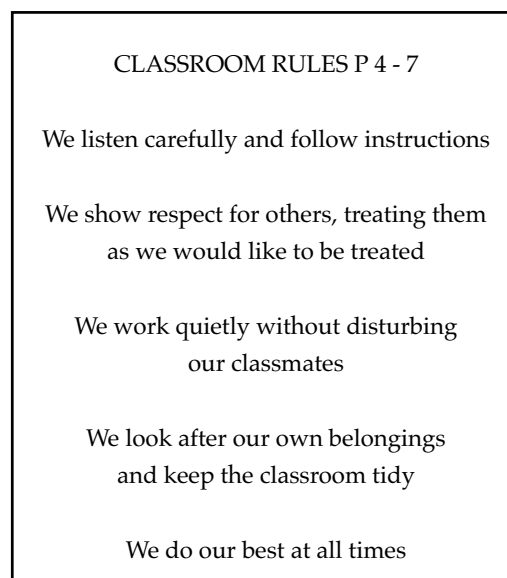 CLASSROOM RULES P 4 - 7
We listen carefully and follow instructions
We show respect for others, treating them
as we would like to be treated
We work quietly without disturbing
our classmates
We look after our own belongings
and keep the classroom tidy
We do our best at all times